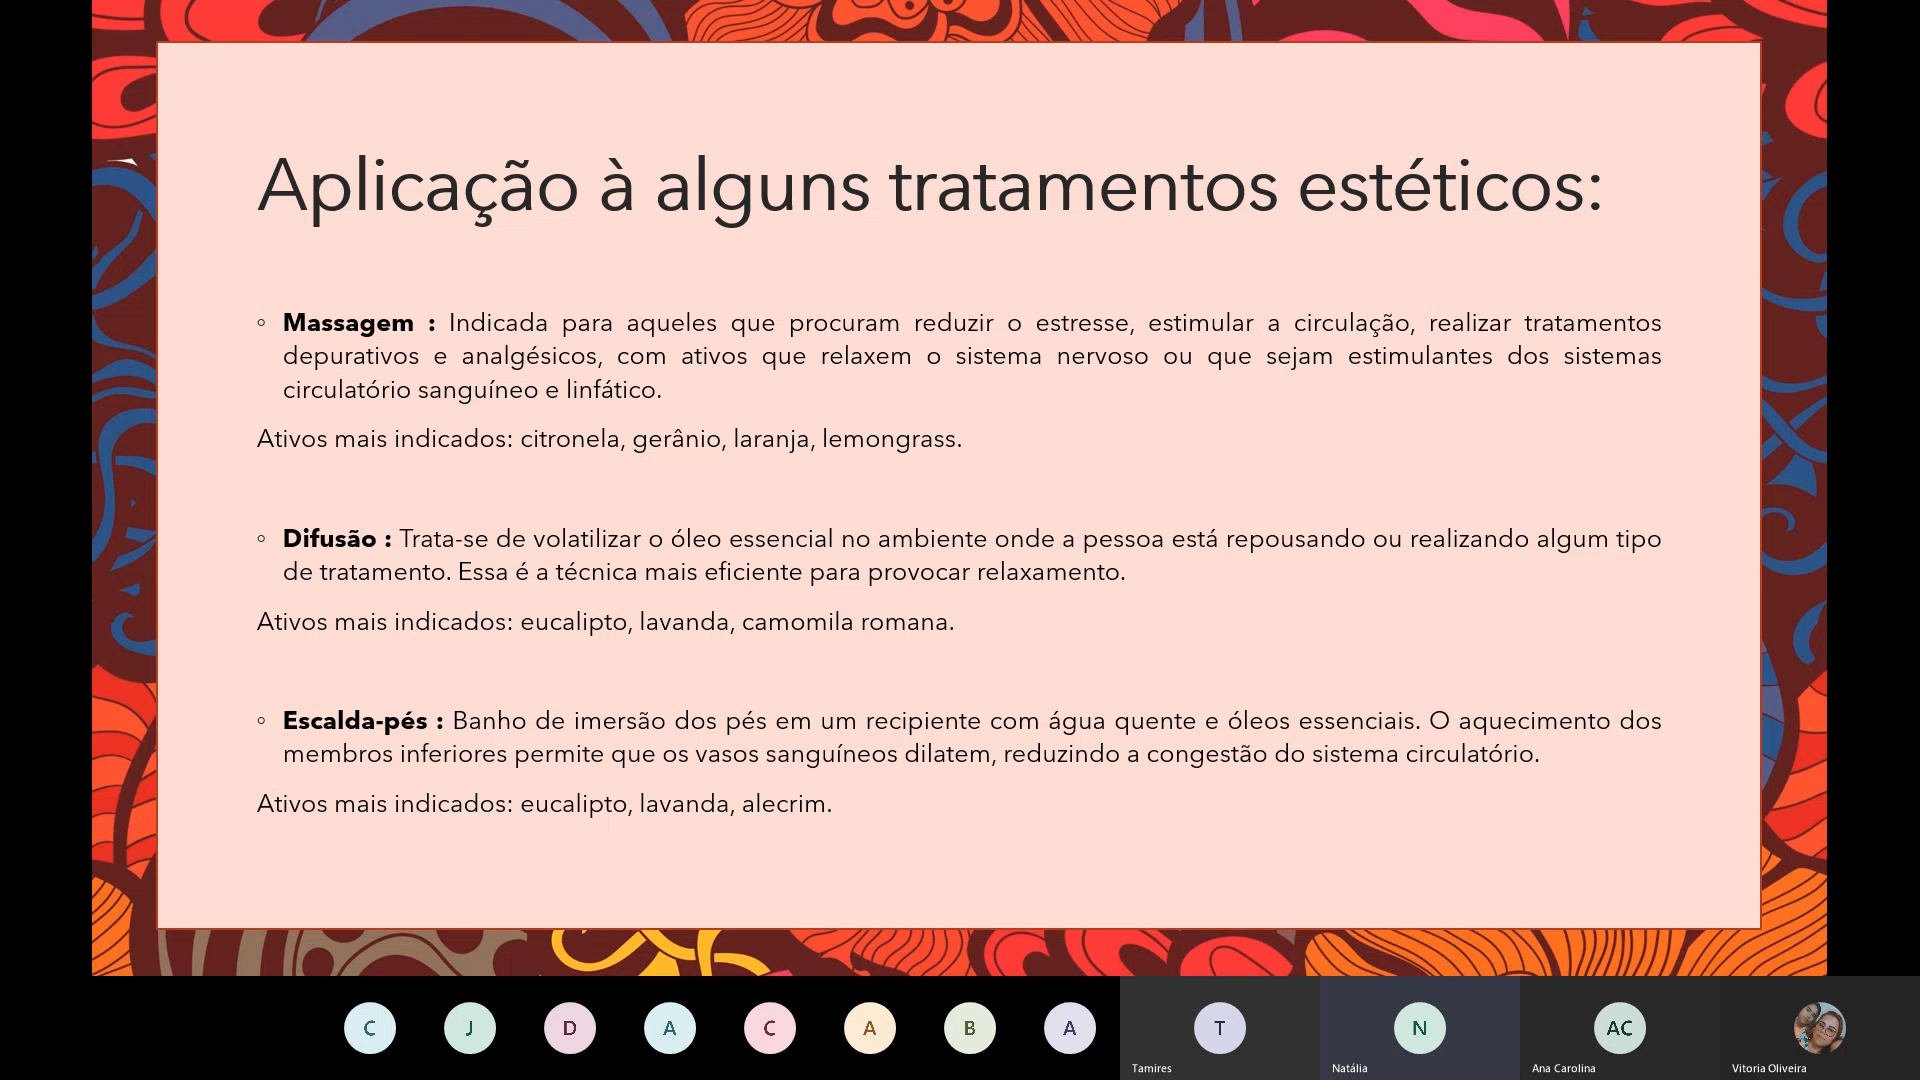 Aplicação à alguns tratamentos estéticos:
◦ Massagem : Indicada para aqueles que procuram reduzir o estresse, estimular a circulação, realizar tratamentos
depurativos e analgésicos, com ativos que relaxem o sistema nervoso ou que sejam estimulantes dos sistemas
circulatório sanguíneo e linfático.
Ativos mais indicados: citronela, gerânio, laranja, lemongrass.
◦ Difusão : Trata-se de volatilizar o óleo essencial no ambiente onde a pessoa está repousando ou realizando algum tipo
de tratamento. Essa é a técnica mais eficiente para provocar relaxamento.
Ativos mais indicados: eucalipto, lavanda, camomila romana.
◦ Escalda-pés : Banho de imersão dos pés em um recipiente com água quente e óleos essenciais. O aquecimento dos
membros inferiores permite que os vasos sanguíneos dilatem, reduzindo a congestão do sistema circulatório.
Ativos mais indicados: eucalipto, lavanda, alecrim.
C J D A C A B A T N AC
Tamires Natália Ana Carolina Vitoria Oliveira